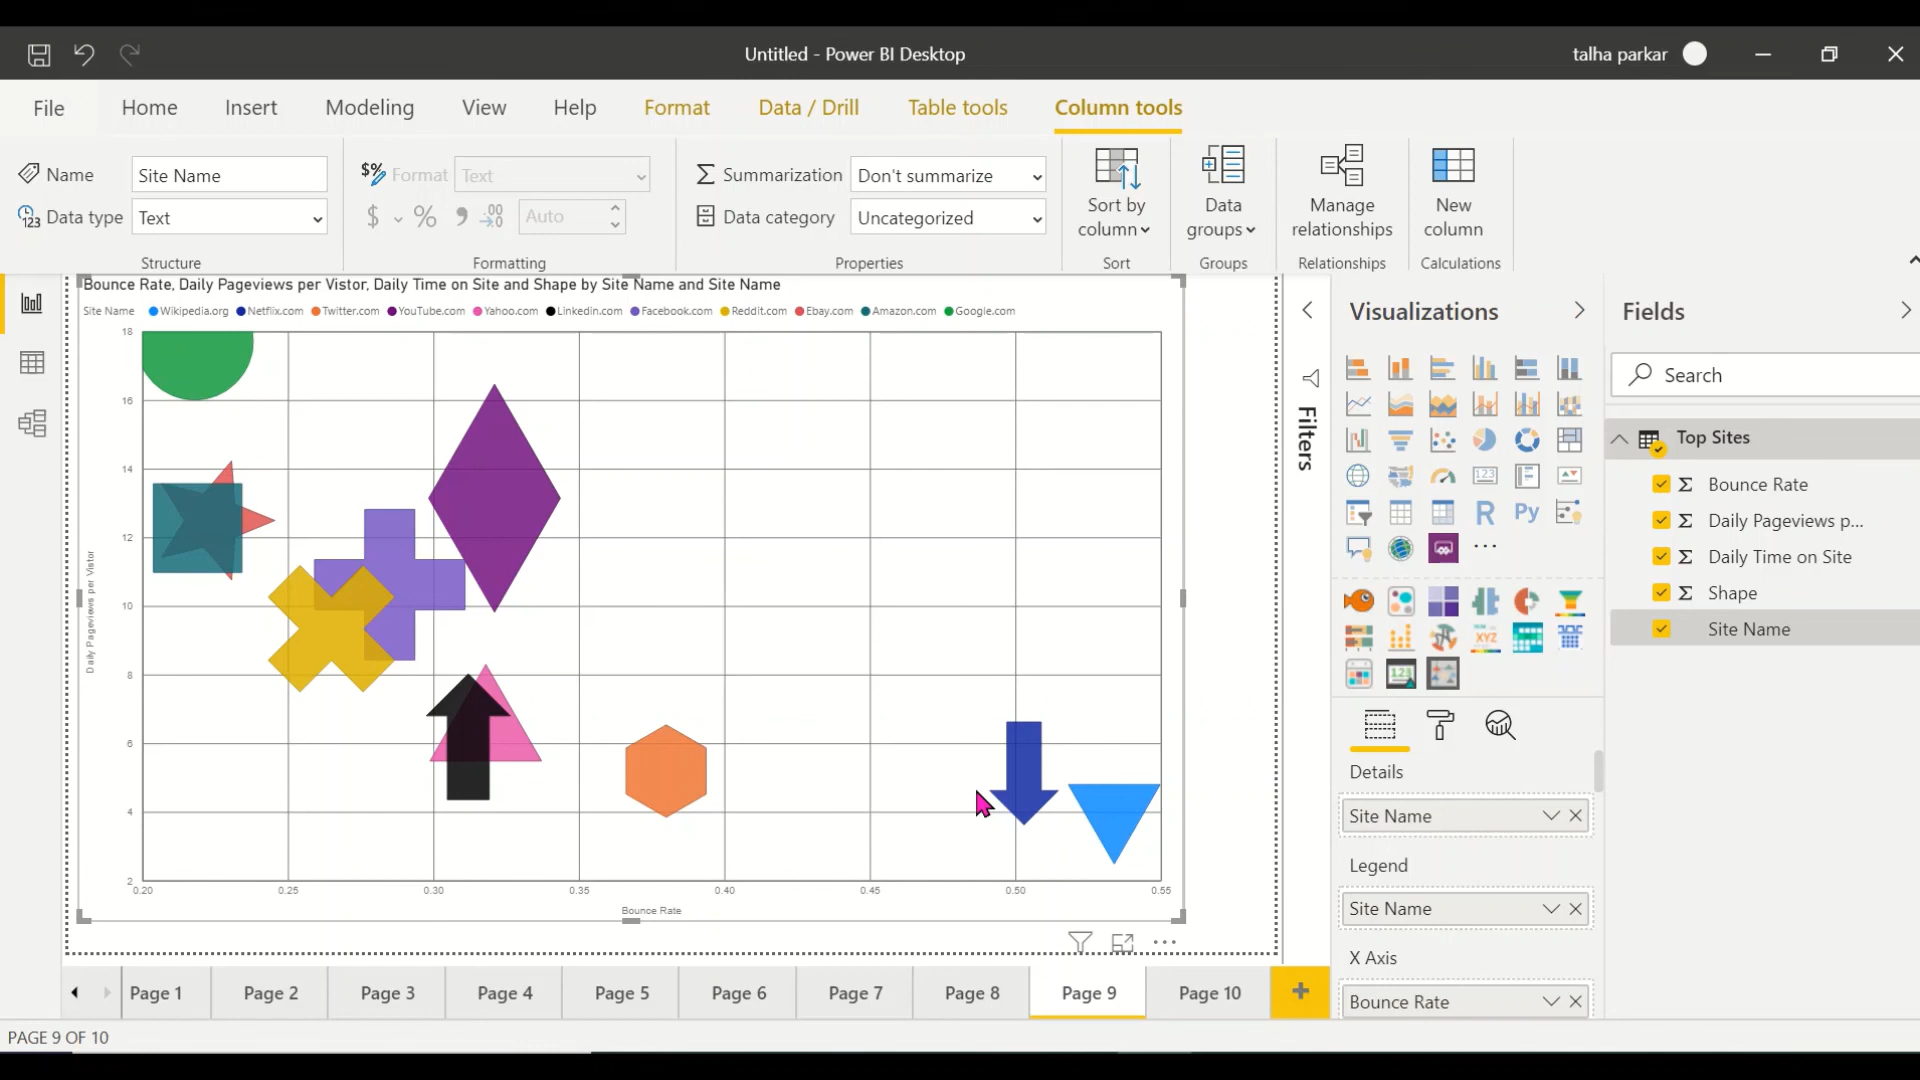 Untitled - Power BI Desktop
talha parkar
File
Home
Insert
Modeling
View
Help
Format
Data / Drill
Table tools
Column tools
Name
Site Name
$% Format
Text
Σ Summarization
Don't summarize
Sort by
column
Data
groups
Manage
relationships
New
column
123 Data type
Text
$ % 9 .00
Auto
Data category
Uncategorized
Structure
Formatting
Properties
Sort
Groups
Relationships
Calculations
Bounce Rate, Daily Pageviews per Vistor, Daily Time on Site and Shape by Site Name and Site Name
Site Name Wikipedia.org Netflix.com Twitter.com YouTube.com Yahoo.com Linkedin.com Facebook.com Reddit.com Ebay.com Amazon.com Google.com
18
16
14
12
10
8
6
4
2
Daily Pageviews per Vistor
0.20 0.25 0.30 0.35 0.40 0.45 0.50 0.55
Bounce Rate
Filters
Visualizations
123
R
Py
XYZ
123
Details
Site Name
Legend
Site Name
X Axis
Bounce Rate
Fields
Search
Top Sites
Σ Bounce Rate
Σ Daily Pageviews p...
Σ Daily Time on Site
Σ Shape
Site Name
Page 1
Page 2
Page 3
Page 4
Page 5
Page 6
Page 7
Page 8
Page 9
Page 10
+
PAGE 9 OF 10